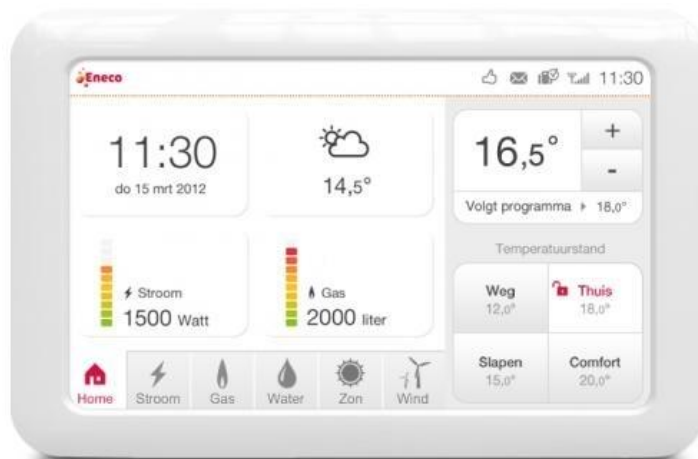 Eneco
11:30
11:30
do 15 mrt 2012
14,5°
16,5°
+
-
Volgt programma 18,0°
Temperatuurstand
Stroom
1500 Watt
Gas
2000 liter
Weg
12,0°
Thuis
18,0°
Slapen
15,0°
Comfort
20,0°
Home
Stroom
Gas
Water
Zon
Wind